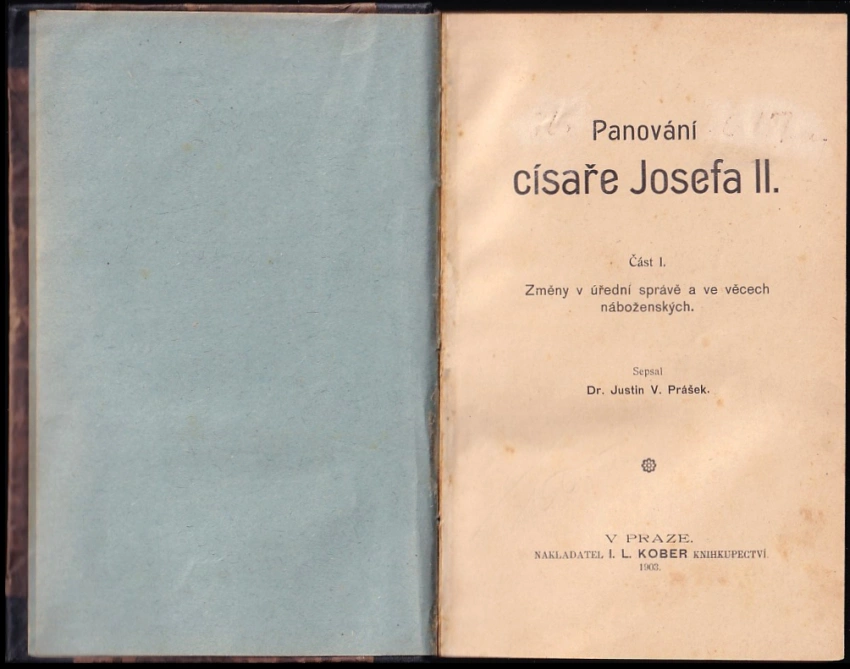 Panování
císaře Josefa II.
Část I.
Změny v úřední správě a ve věcech
náboženských.
Sepsal
Dr. Justin V. Prášek.
V PRAZE.
NAKLADATEL I. L. KOBER KNIHKUPECTVÍ
1903.